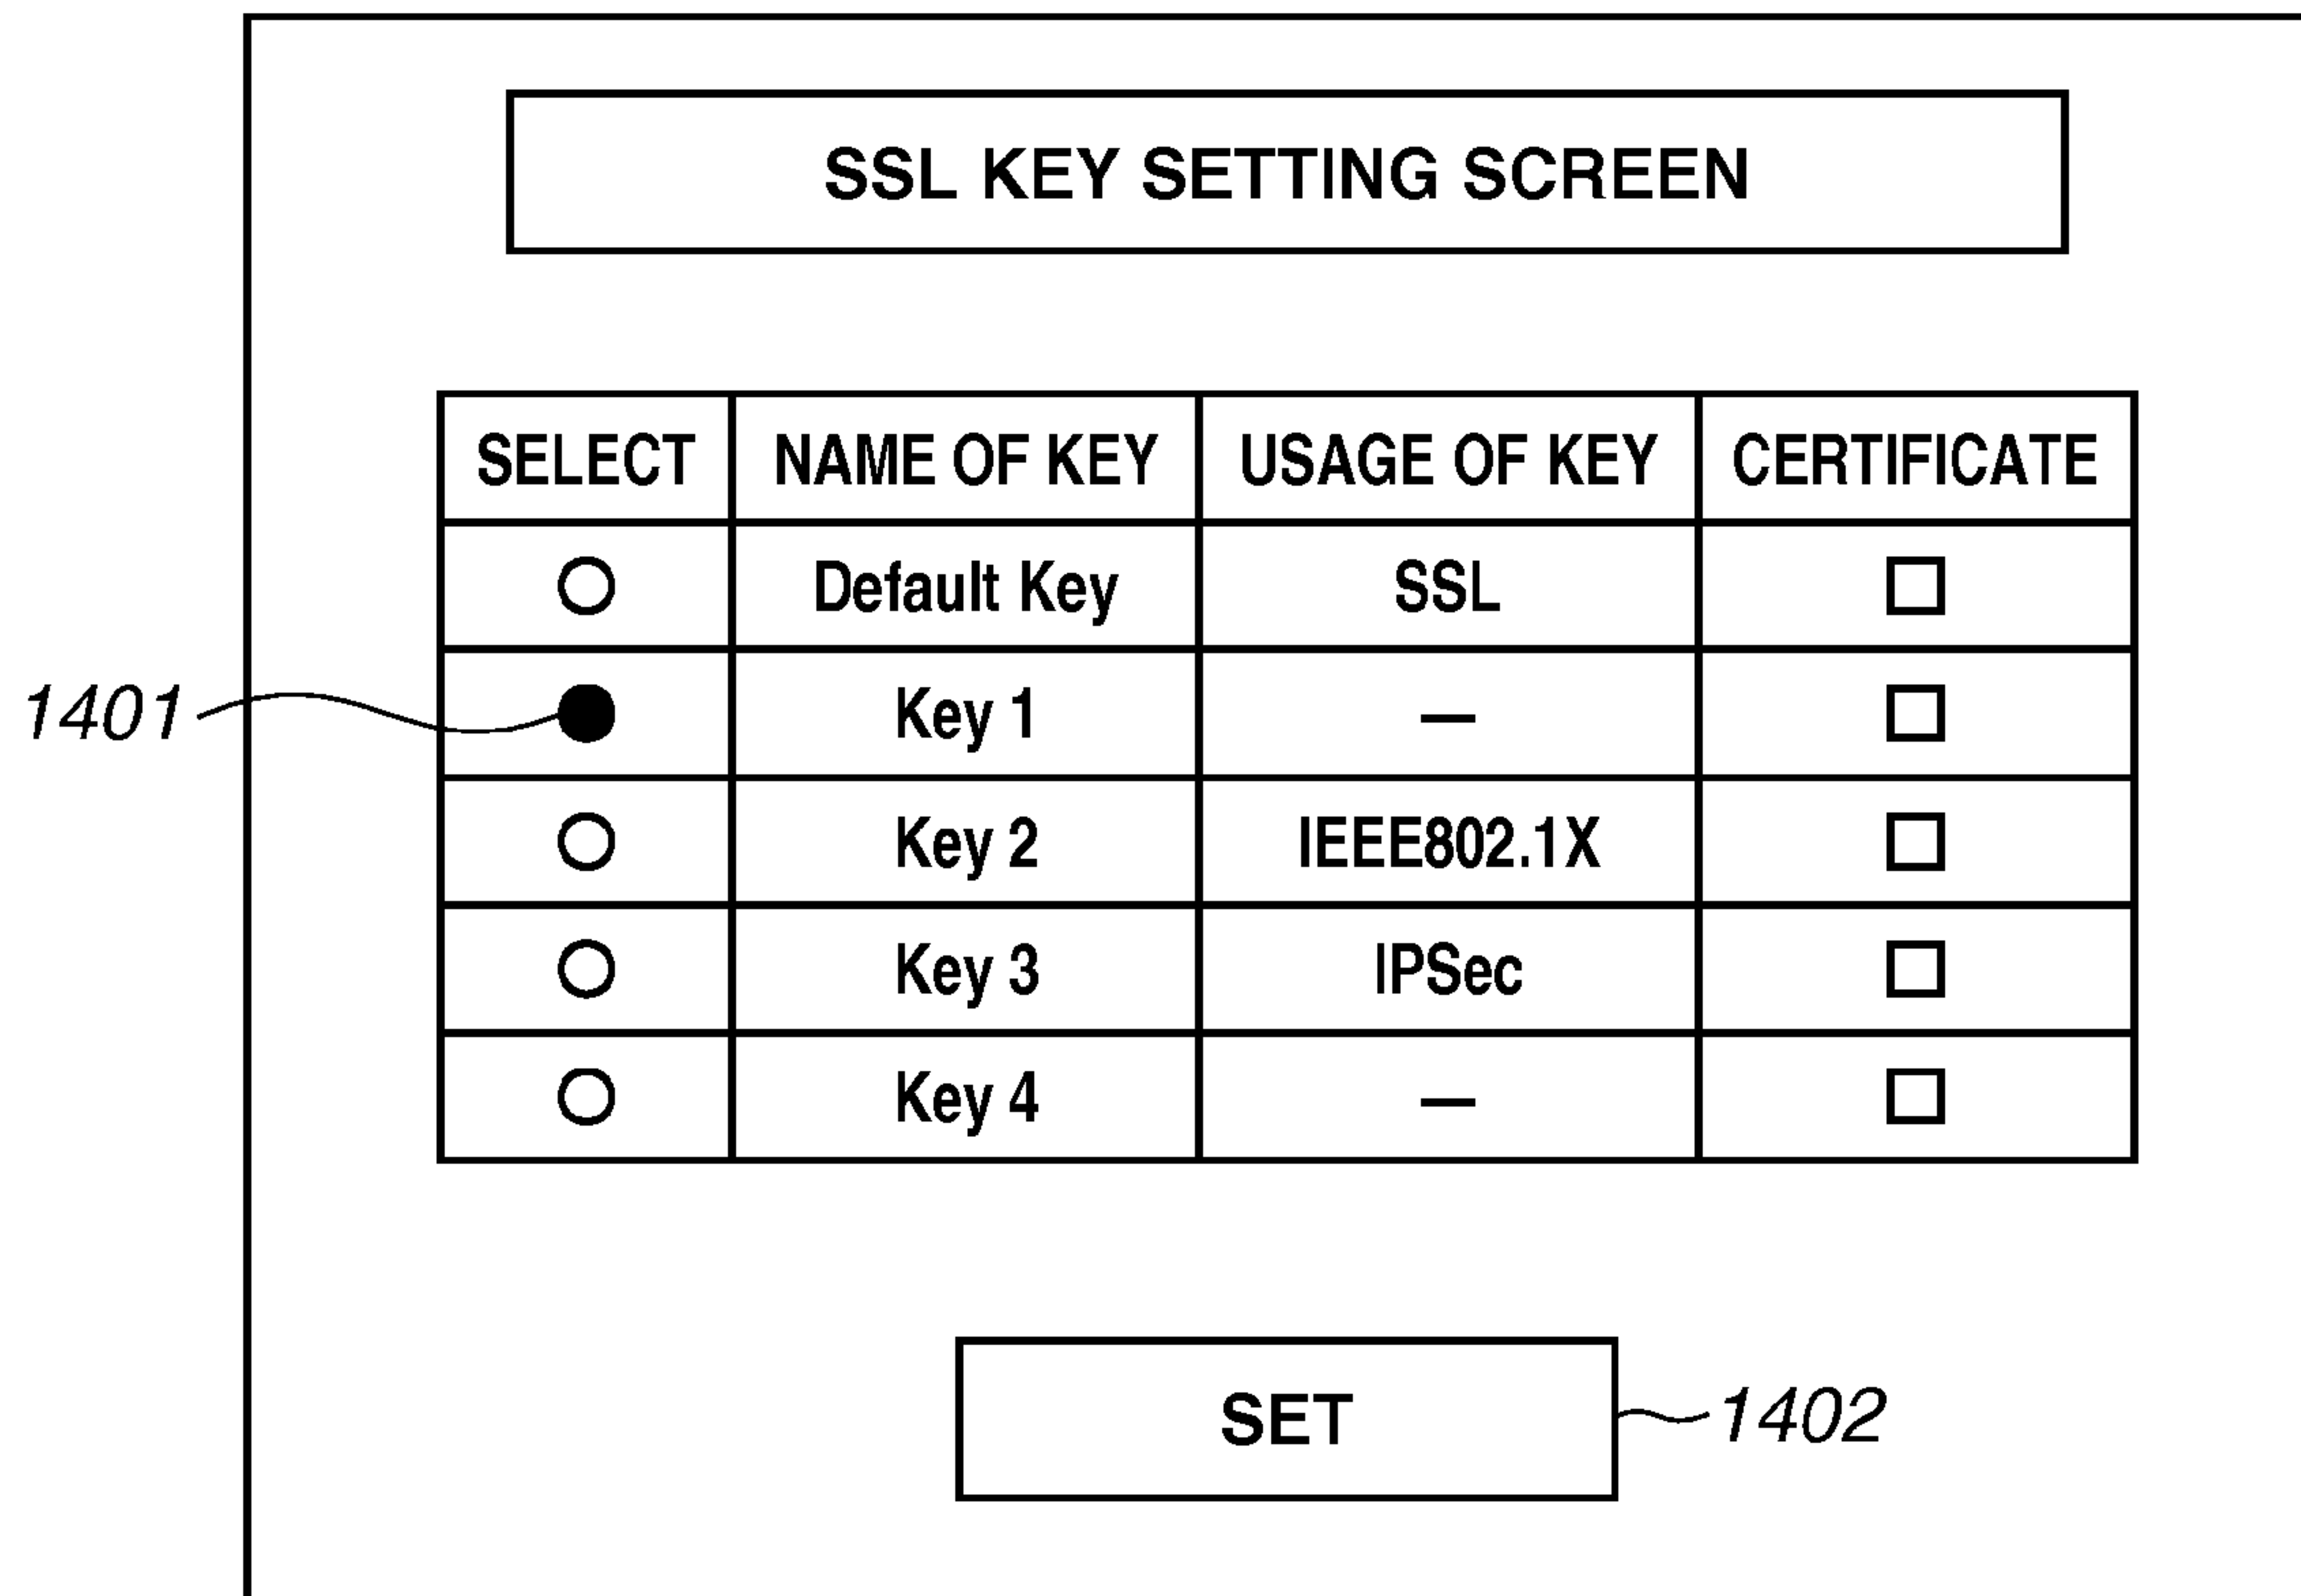 SSL KEY SETTING SCREEN
SELECT NAME OF KEY USAGE OF KEY CERTIFICATE
Default Key SSL
1401 Key 1 —
Key 2 IEEE802.1X
Key 3 IPSec
Key 4 —
SET 1402